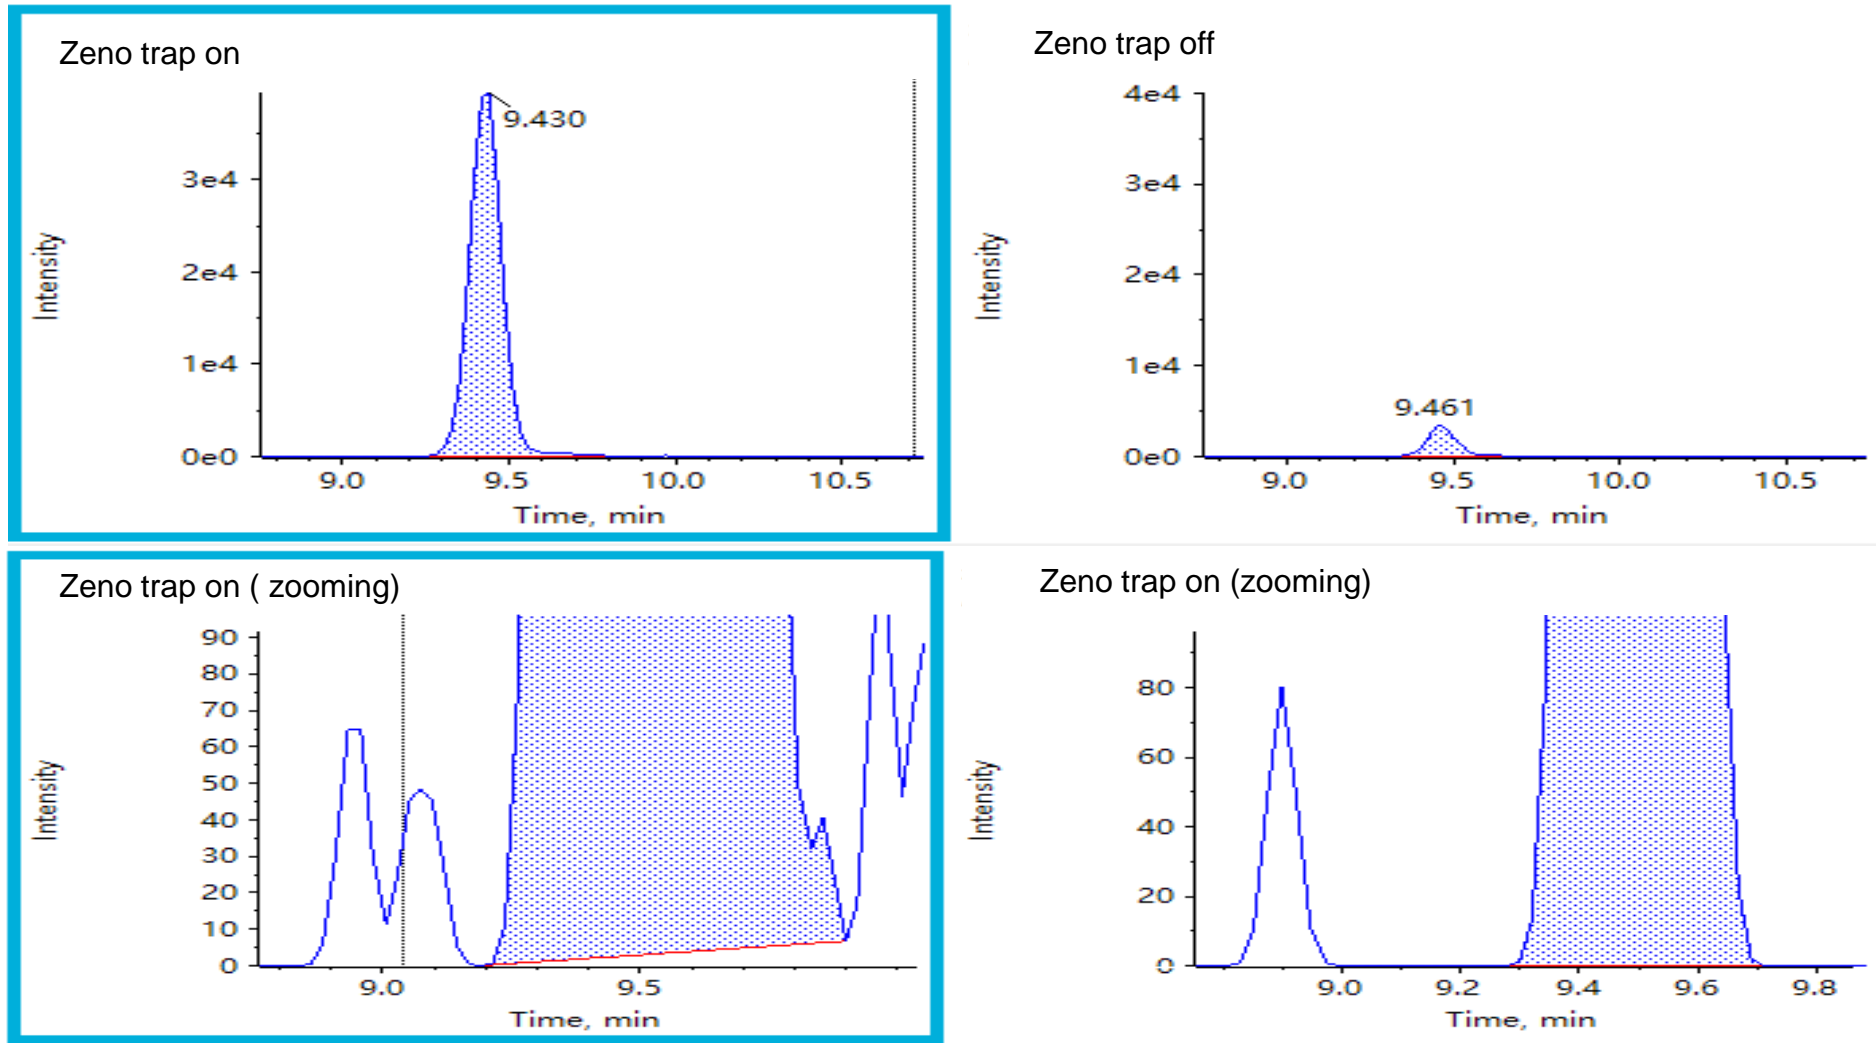 Zeno trap on
9.430
3e4
2e4
1e4
0e0
Intensity
9.0 9.5 10.0 10.5
Time, min
Zeno trap off
4e4
3e4
2e4
1e4
0e0
Intensity
9.461
9.0 9.5 10.0 10.5
Time, min
Zeno trap on ( zooming)
90
80
70
60
50
40
30
20
10
0
Intensity
9.0 9.5
Time, min
Zeno trap on (zooming)
80
60
40
20
0
Intensity
9.0 9.2 9.4 9.6 9.8
Time, min